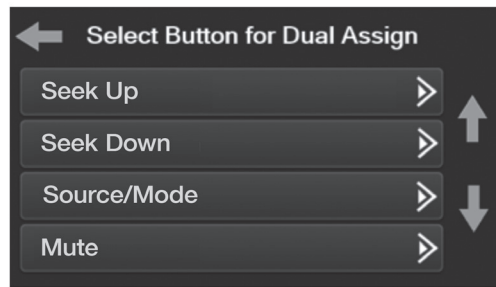 Select Button for Dual Assign
Seek Up
Seek Down
Source/Mode
Mute